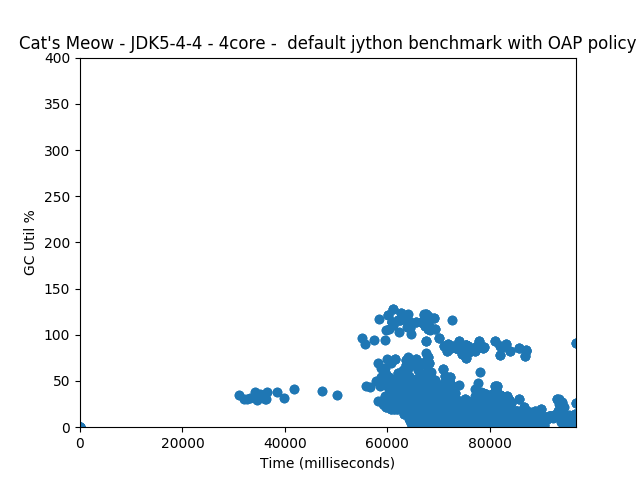 Cat's Meow - JDK5-4-4 - 4core -  default jython benchmark with OAP policy
400
350
300
250
200
150
100
50
0
GC Util %
0 20000 40000 60000 80000
Time (milliseconds)